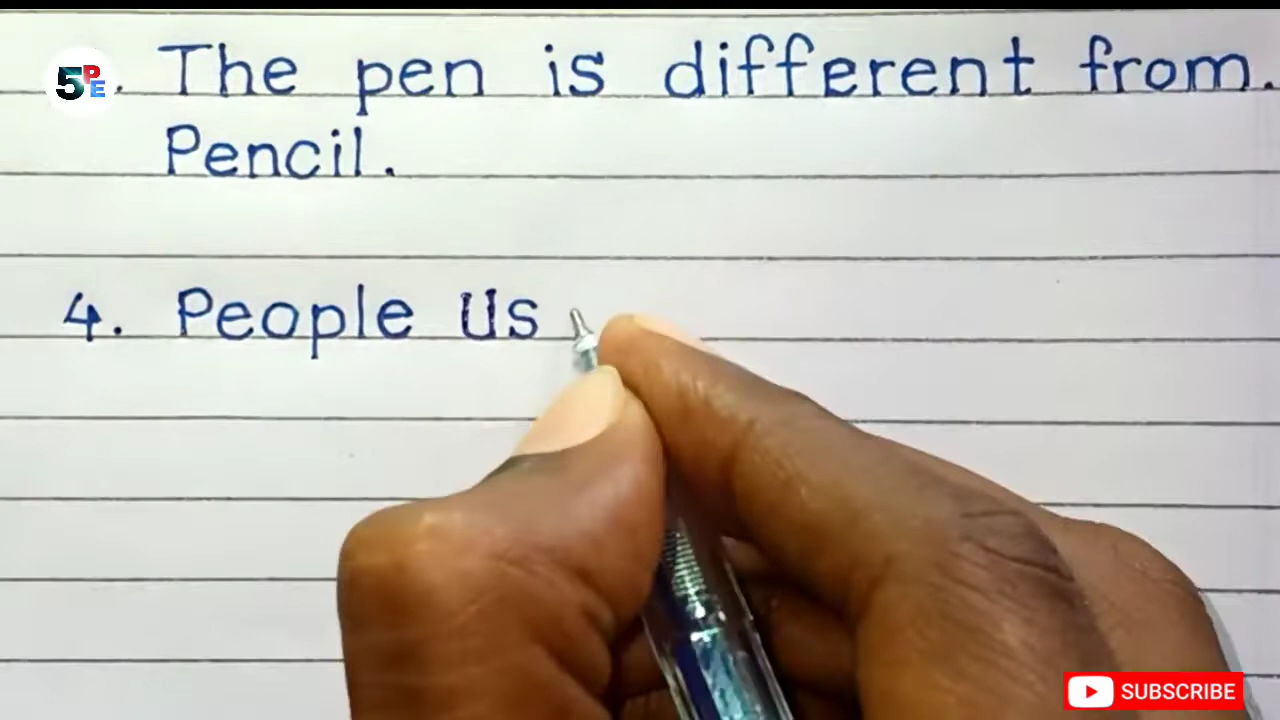 5PE . The pen is different from.
Pencil.
4. People Us
SUBSCRIBE